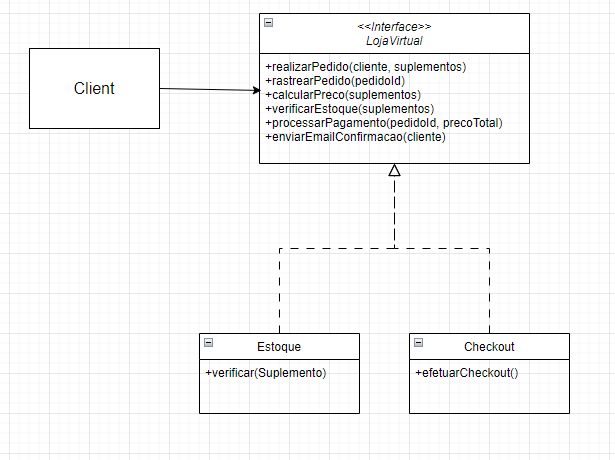 Client
<<Interface>>
LojaVirtual
+realizarPedido(cliente, suplementos)
+rastrearPedido(pedidoId)
+calcularPreco(suplementos)
+verificarEstoque(suplementos)
+processarPagamento(pedidoId, precoTotal)
+enviarEmailConfirmacao(cliente)
Estoque
+verificar(Suplemento)
Checkout
+efetuarCheckout()